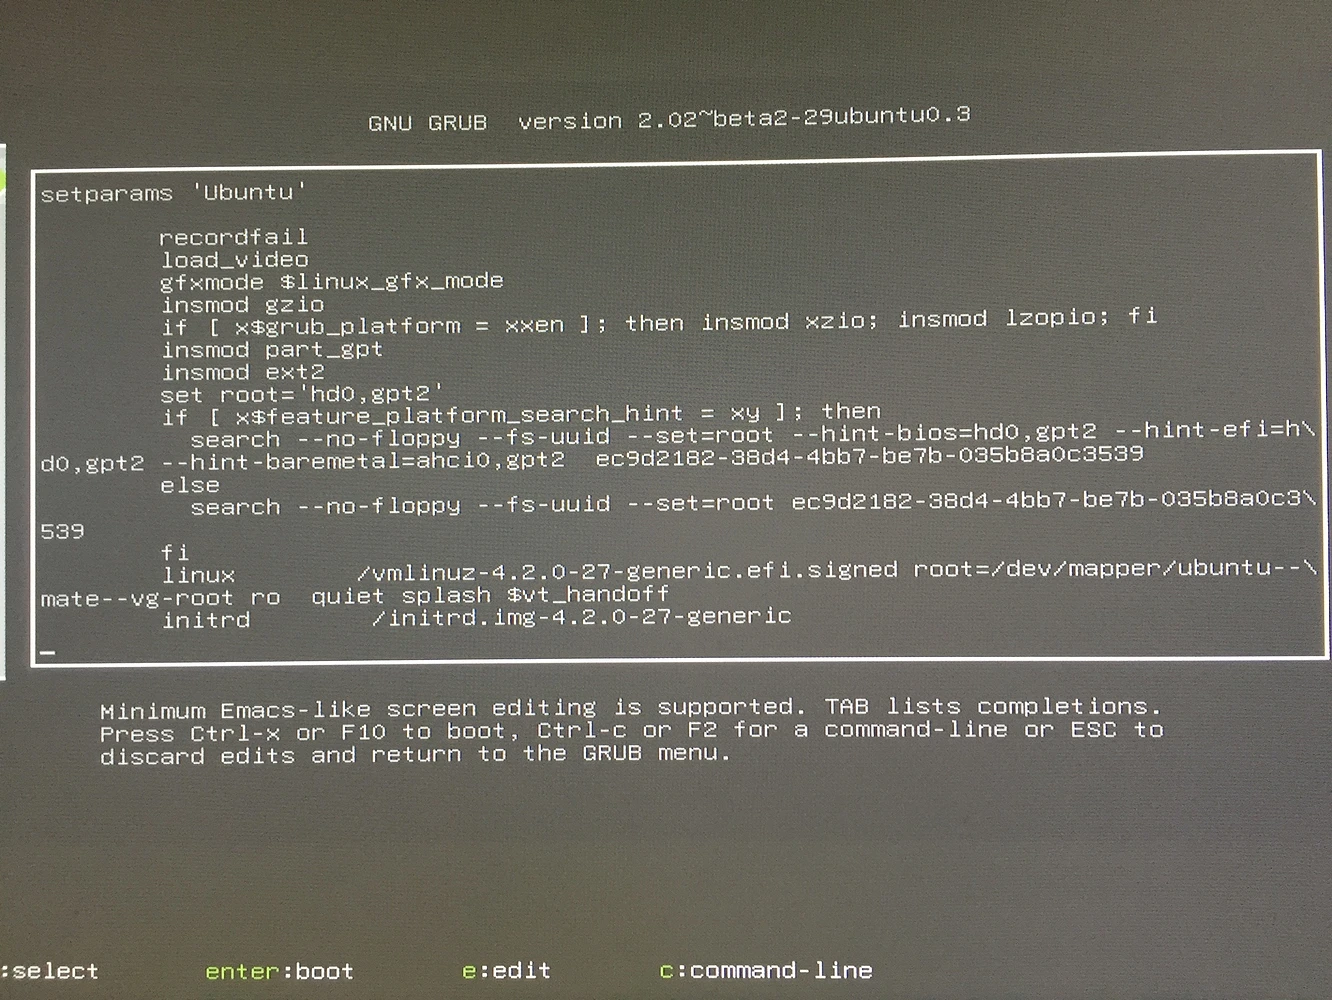 GNU GRUB  version 2.02~beta2-29ubuntu0.3
setparams 'Ubuntu'
recordfail
load_video
gfxmode $linux_gfx_mode
insmod gzio
if [ x$grub_platform = xxen ]; then insmod xzio; insmod lzopio; fi
insmod part_gpt
insmod ext2
set root='hd0,gpt2'
if [ x$feature_platform_search_hint = xy ]; then
search --no-floppy --fs-uuid --set=root --hint-bios=hd0,gpt2 --hint-efi=h\
d0,gpt2 --hint-baremetal=ahci0,gpt2  ec9d2182-38d4-4bb7-be7b-035b8a0c3539
else
search --no-floppy --fs-uuid --set=root ec9d2182-38d4-4bb7-be7b-035b8a0c3\
539
fi
linux        /vmlinuz-4.2.0-27-generic.efi.signed root=/dev/mapper/ubuntu--\
mate--vg-root ro  quiet splash $vt_handoff
initrd        /initrd.img-4.2.0-27-generic
Minimum Emacs-like screen editing is supported. TAB lists completions.
Press Ctrl-x or F10 to boot, Ctrl-c or F2 for a command-line or ESC to
discard edits and return to the GRUB menu.
:select enter:boot e:edit c:command-line